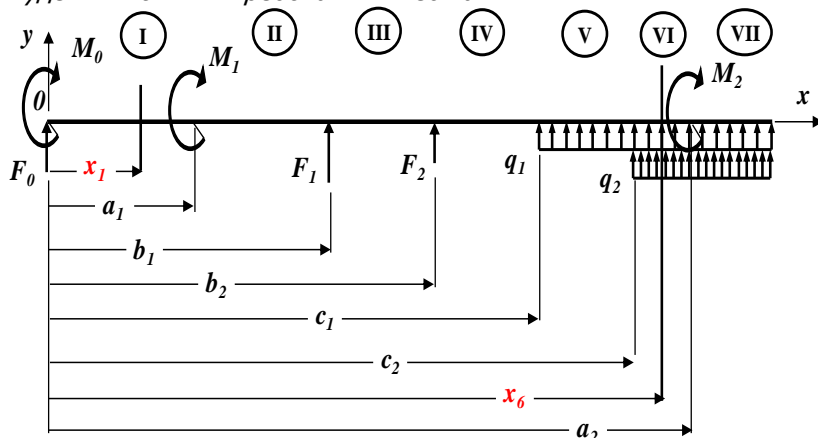 I II III IV V VI VII
y M₀ M₁ M₂
0 x
F₀ x₁ F₁ F₂ q₁ q₂
a₁
b₁
b₂
c₁
c₂
x₆
a₂